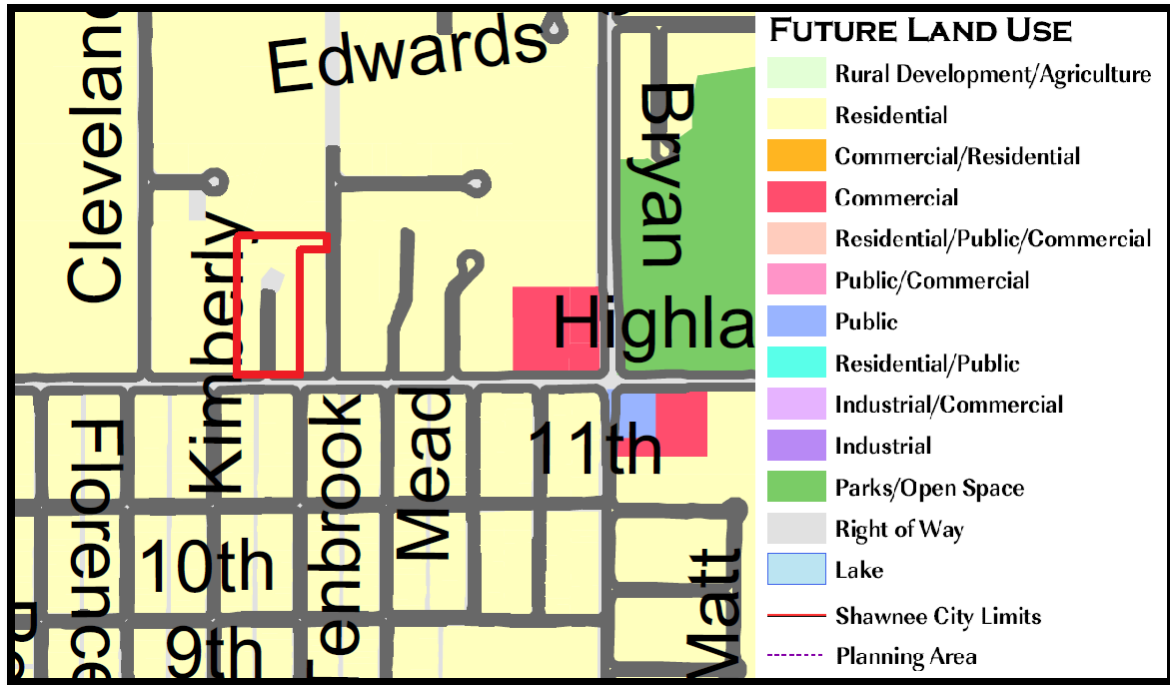 Cleveland
Edwards
Bryan
Kimberly
Highla
Florence
Tenbrook
Mead
11th
10th
9th
Matt
FUTURE LAND USE
Rural Development/Agriculture
Residential
Commercial/Residential
Commercial
Residential/Public/Commercial
Public/Commercial
Public
Residential/Public
Industrial/Commercial
Industrial
Parks/Open Space
Right of Way
Lake
Shawnee City Limits
Planning Area